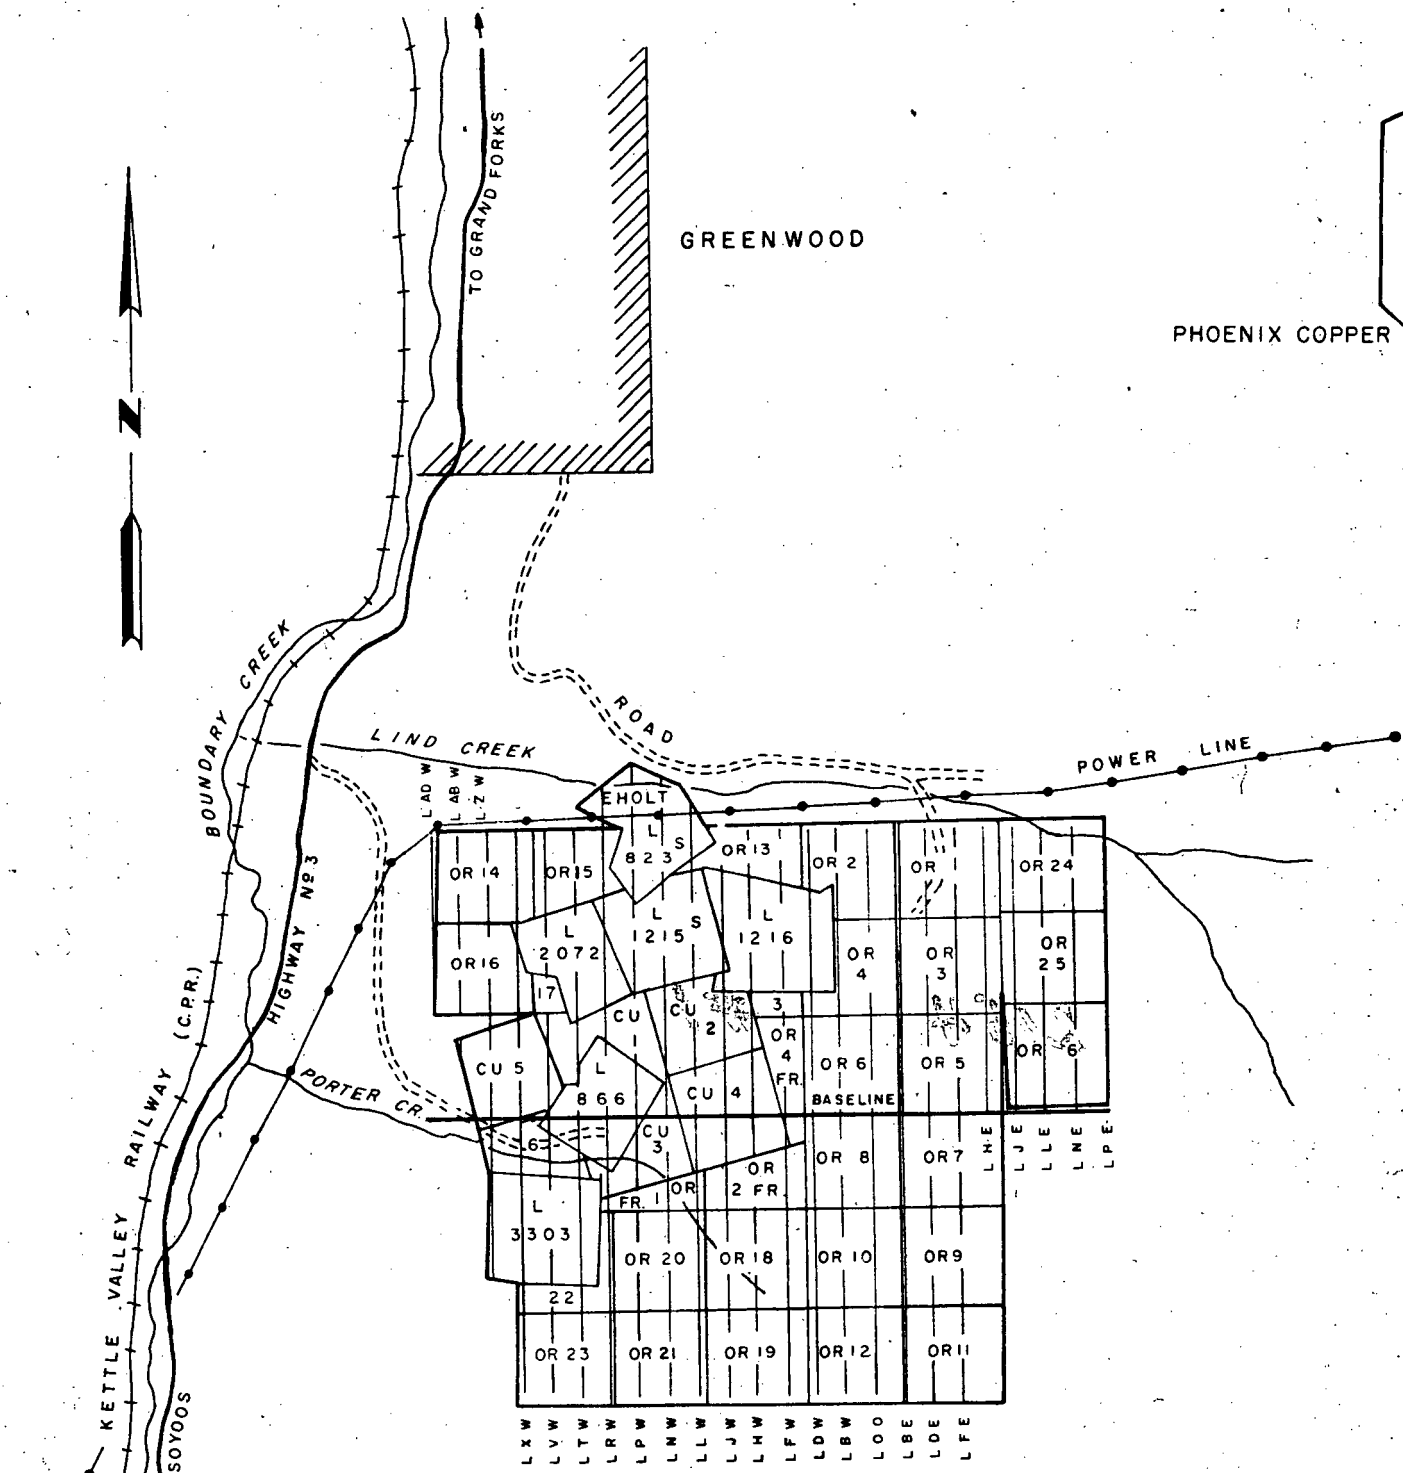 TO GRAND FORKS
GREENWOOD
PHOENIX COPPER
N
BOUNDARY CREEK
ROAD
LIND CREEK
POWER LINE
L AD W
L AB W
L Z W
EHOLT
L
823 S
OR 13
OR 2
OR 1
OR 24
OR 14
OR 15
L
1215 S
L
1216
L
2072
OR
4
OR
3
OR
25
OR 16
17
CU 1
CU
2
3
OR
4
FR.
OR 6
OR 5
OR 6
HIGHWAY Nº 3
KETTLE VALLEY RAILWAY (C.P.R.)
PORTER CR.
CU 5
L
866
CU 4
BASELINE
6
CU
3
OR 8
OR 7
L H E
L J E
L L E
L N E
L P E
OR
2 FR.
FR. 1 OR
L
3303
OR 20
OR 18
OR 10
OR 9
22
OR 23
OR 21
OR 19
OR 12
OR 11
SOYOOS
L X W
L V W
L T W
L R W
L P W
L N W
L L W
L J W
L H W
L F W
L D W
L B W
L O O
L B E
L D E
L F E